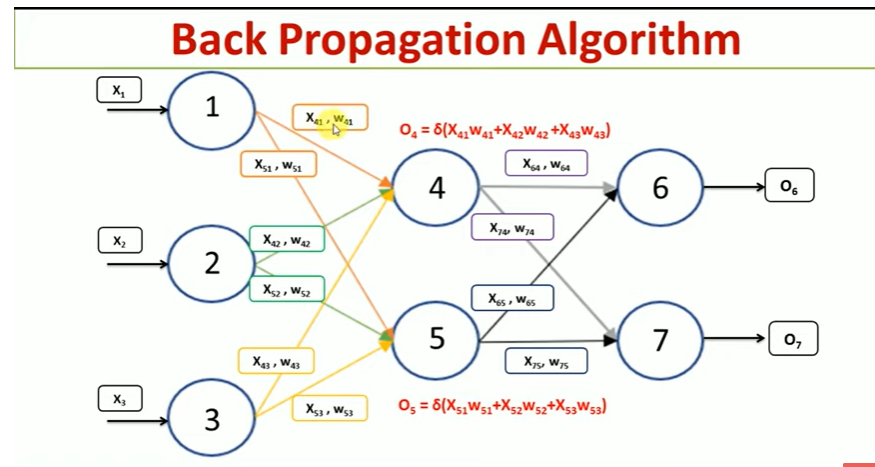 Back Propagation Algorithm
X₁
1
X₄₁ , w₄₁
O₄ = δ(X₄₁w₄₁+X₄₂w₄₂+X₄₃w₄₃)
X₅₁ , w₅₁
X₆₄ , w₆₄
4
6
O₆
X₂
2
X₄₂ , w₄₂
X₇₄, w₇₄
X₅₂ , w₅₂
X₆₅ , w₆₅
5
7
O₇
X₄₃ , w₄₃
X₇₅, w₇₅
X₃
3
X₅₃ , w₅₃
O₅ = δ(X₅₁w₅₁+X₅₂w₅₂+X₅₃w₅₃)